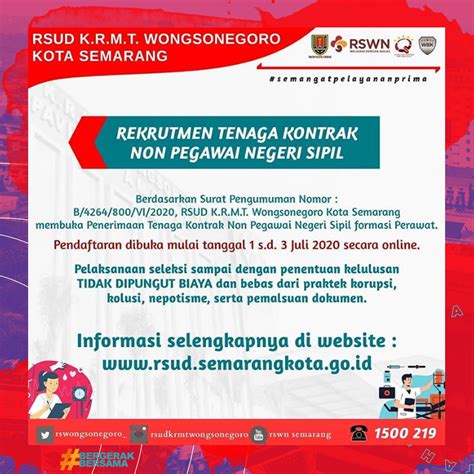 RSUD K.R.M.T. WONGSONEGORO
KOTA SEMARANG
RSWN
WBK
#semangatpelayananprima
REKRUTMEN TENAGA KONTRAK
NON PEGAWAI NEGERI SIPIL
Berdasarkan Surat Pengumuman Nomor :
B/4264/800/VI/2020, RSUD K.R.M.T. Wongsonegoro Kota Semarang
membuka Penerimaan Tenaga Kontrak Non Pegawai Negeri Sipil formasi Perawat.
Pendaftaran dibuka mulai tanggal 1 s.d. 3 Juli 2020 secara online.
Pelaksanaan seleksi sampai dengan penentuan kelulusan
TIDAK DIPUNGUT BIAYA dan bebas dari praktek korupsi,
kolusi, nepotisme, serta pemalsuan dokumen.
Informasi selengkapnya di website :
www.rsud.semarangkota.go.id
rswongsonegoro_ rsudkrmtwongsonegoro rswn semarang 1500 219
#BERGERAK
BERSAMA